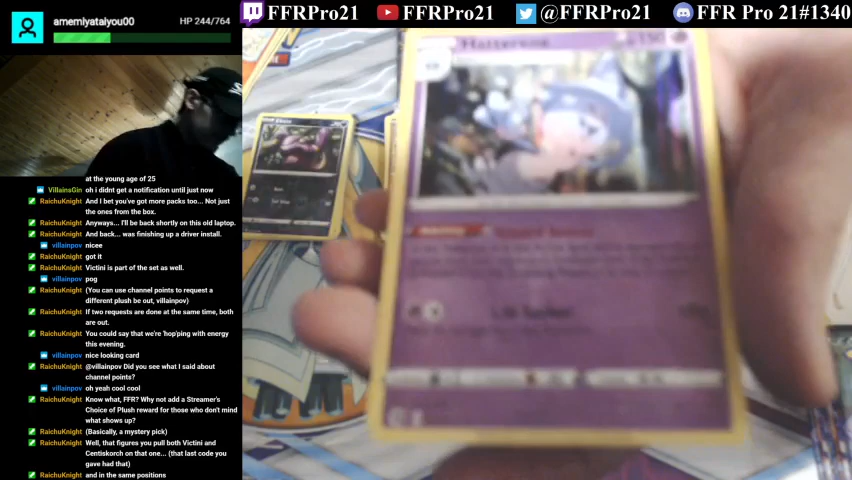 amemlyatalyou00
HP 244/764
FFRPro21
FFRPro21
@FFRPro21
FFR Pro 21#1340
at the young age of 25
VillainsGin oh i didnt get a notification until just now
RaichuKnight And I bet you've got more packs too... Not just
the ones from the box.
RaichuKnight Anyways... I'll be back shortly on this old laptop.
RaichuKnight And back... was finishing up a driver install.
villainpov nicee
RaichuKnight got it
RaichuKnight Victini is part of the set as well.
villainpov pog
RaichuKnight (You can use channel points to request a
different plush be out, villainpov)
RaichuKnight If two requests are done at the same time, both
are out.
RaichuKnight You could say that we're 'hop'ping with energy
this evening.
villainpov nice looking card
RaichuKnight @villainpov Did you see what I said about
channel points?
villainpov oh yeah cool cool
RaichuKnight Know what, FFR? Why not add a Streamer's
Choice of Plush reward for those who don't mind
what shows up?
RaichuKnight (Basically, a mystery pick)
RaichuKnight Well, that figures you pull both Victini and
Centiskorch on that one... (that last code you
gave had that)
RaichuKnight and in the same positions
Hatterene
150